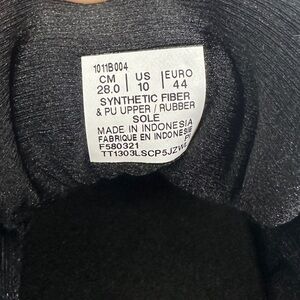 1011B004
CM US EURO
28.0 10 44
SYNTHETIC FIBER
& PU UPPER / RUBBER
SOLE
MADE IN INDONESIA
FABRIQUE EN INDONESIE
F580321
TT1303LSCP5JZW